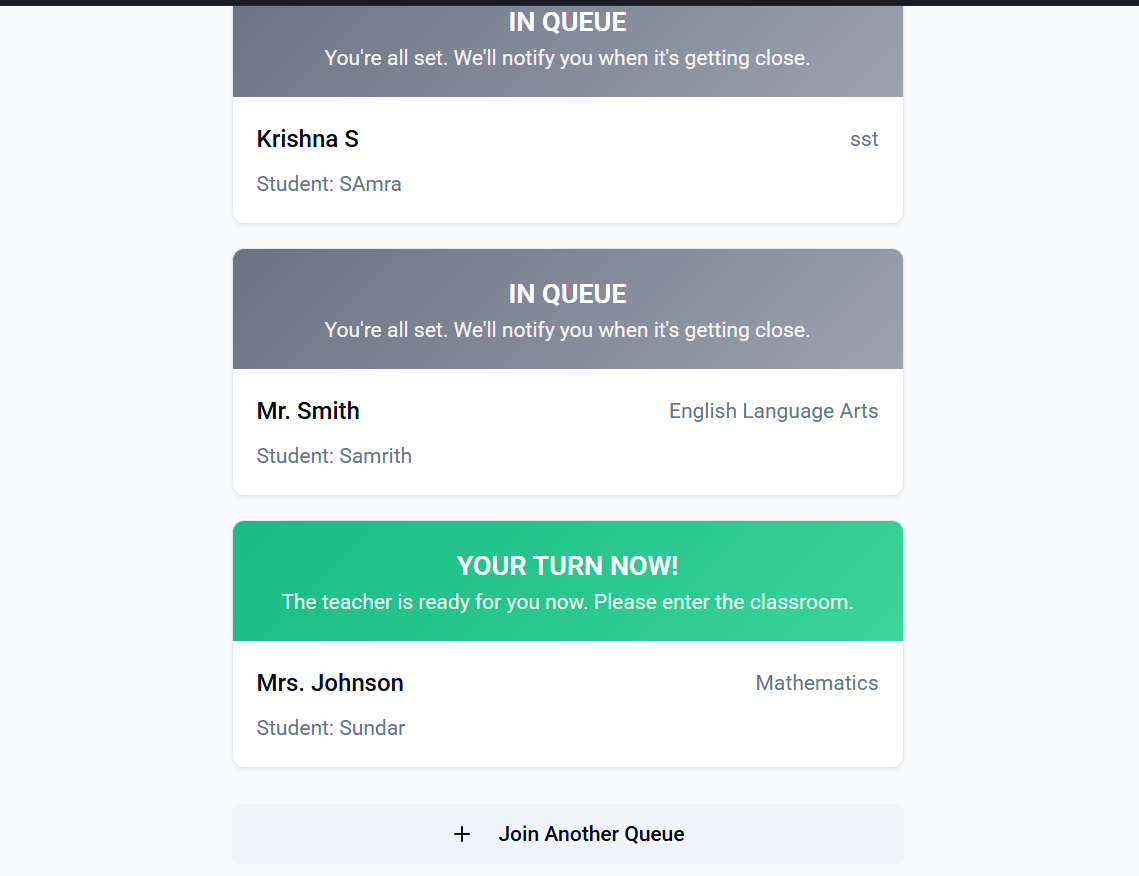 IN QUEUE
You're all set. We'll notify you when it's getting close.
Krishna S
sst
Student: SAmra
IN QUEUE
You're all set. We'll notify you when it's getting close.
Mr. Smith
English Language Arts
Student: Samrith
YOUR TURN NOW!
The teacher is ready for you now. Please enter the classroom.
Mrs. Johnson
Mathematics
Student: Sundar
+ Join Another Queue